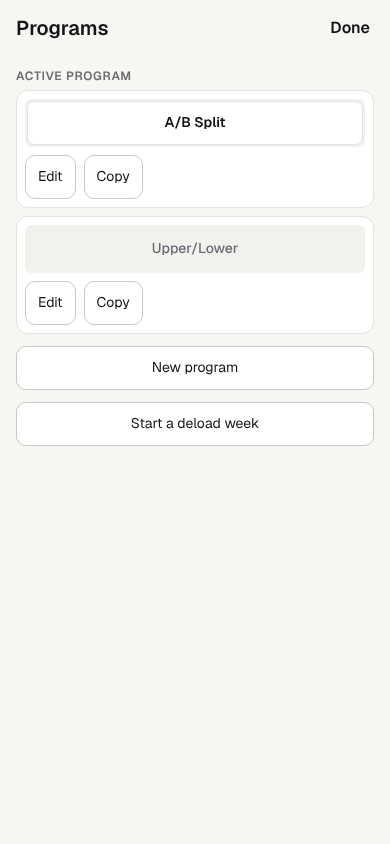 Programs
Done
ACTIVE PROGRAM
A/B Split
Edit
Copy
Upper/Lower
Edit
Copy
New program
Start a deload week